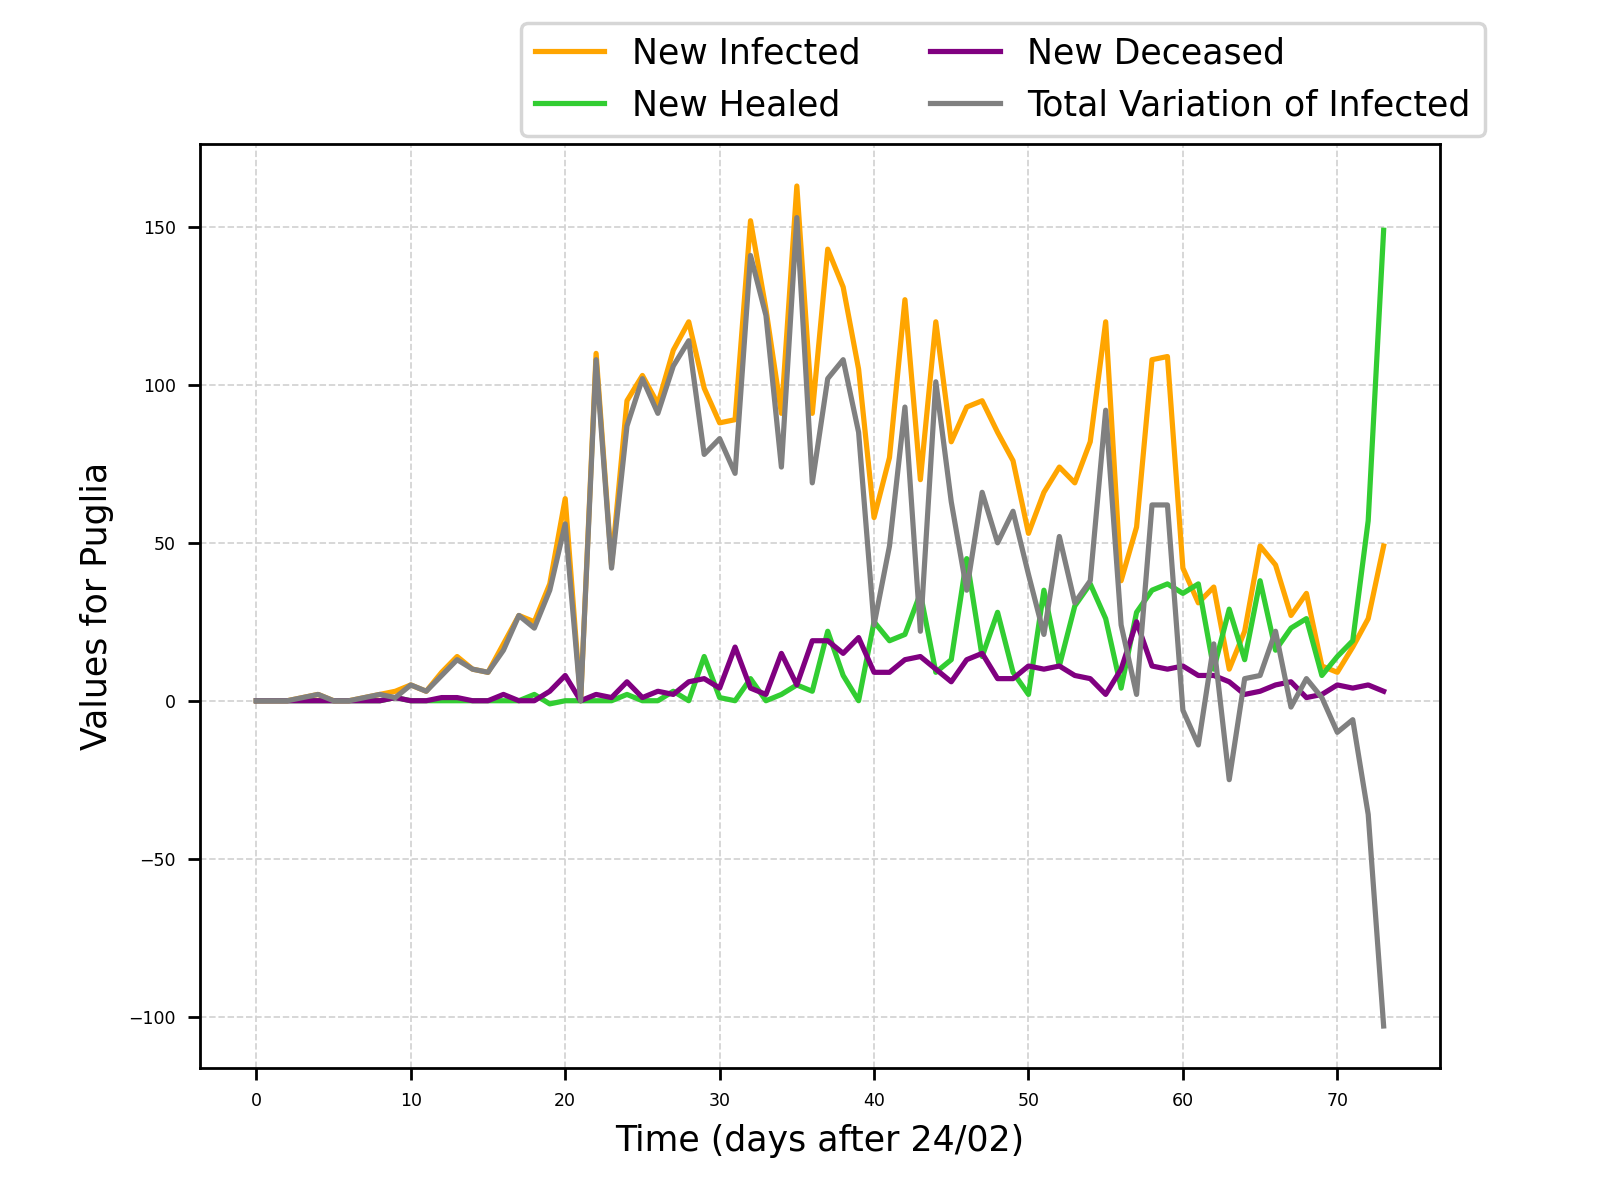 New Infected
New Healed
New Deceased
Total Variation of Infected
Values for Puglia
150
100
50
0
−50
−100
0 10 20 30 40 50 60 70
Time (days after 24/02)